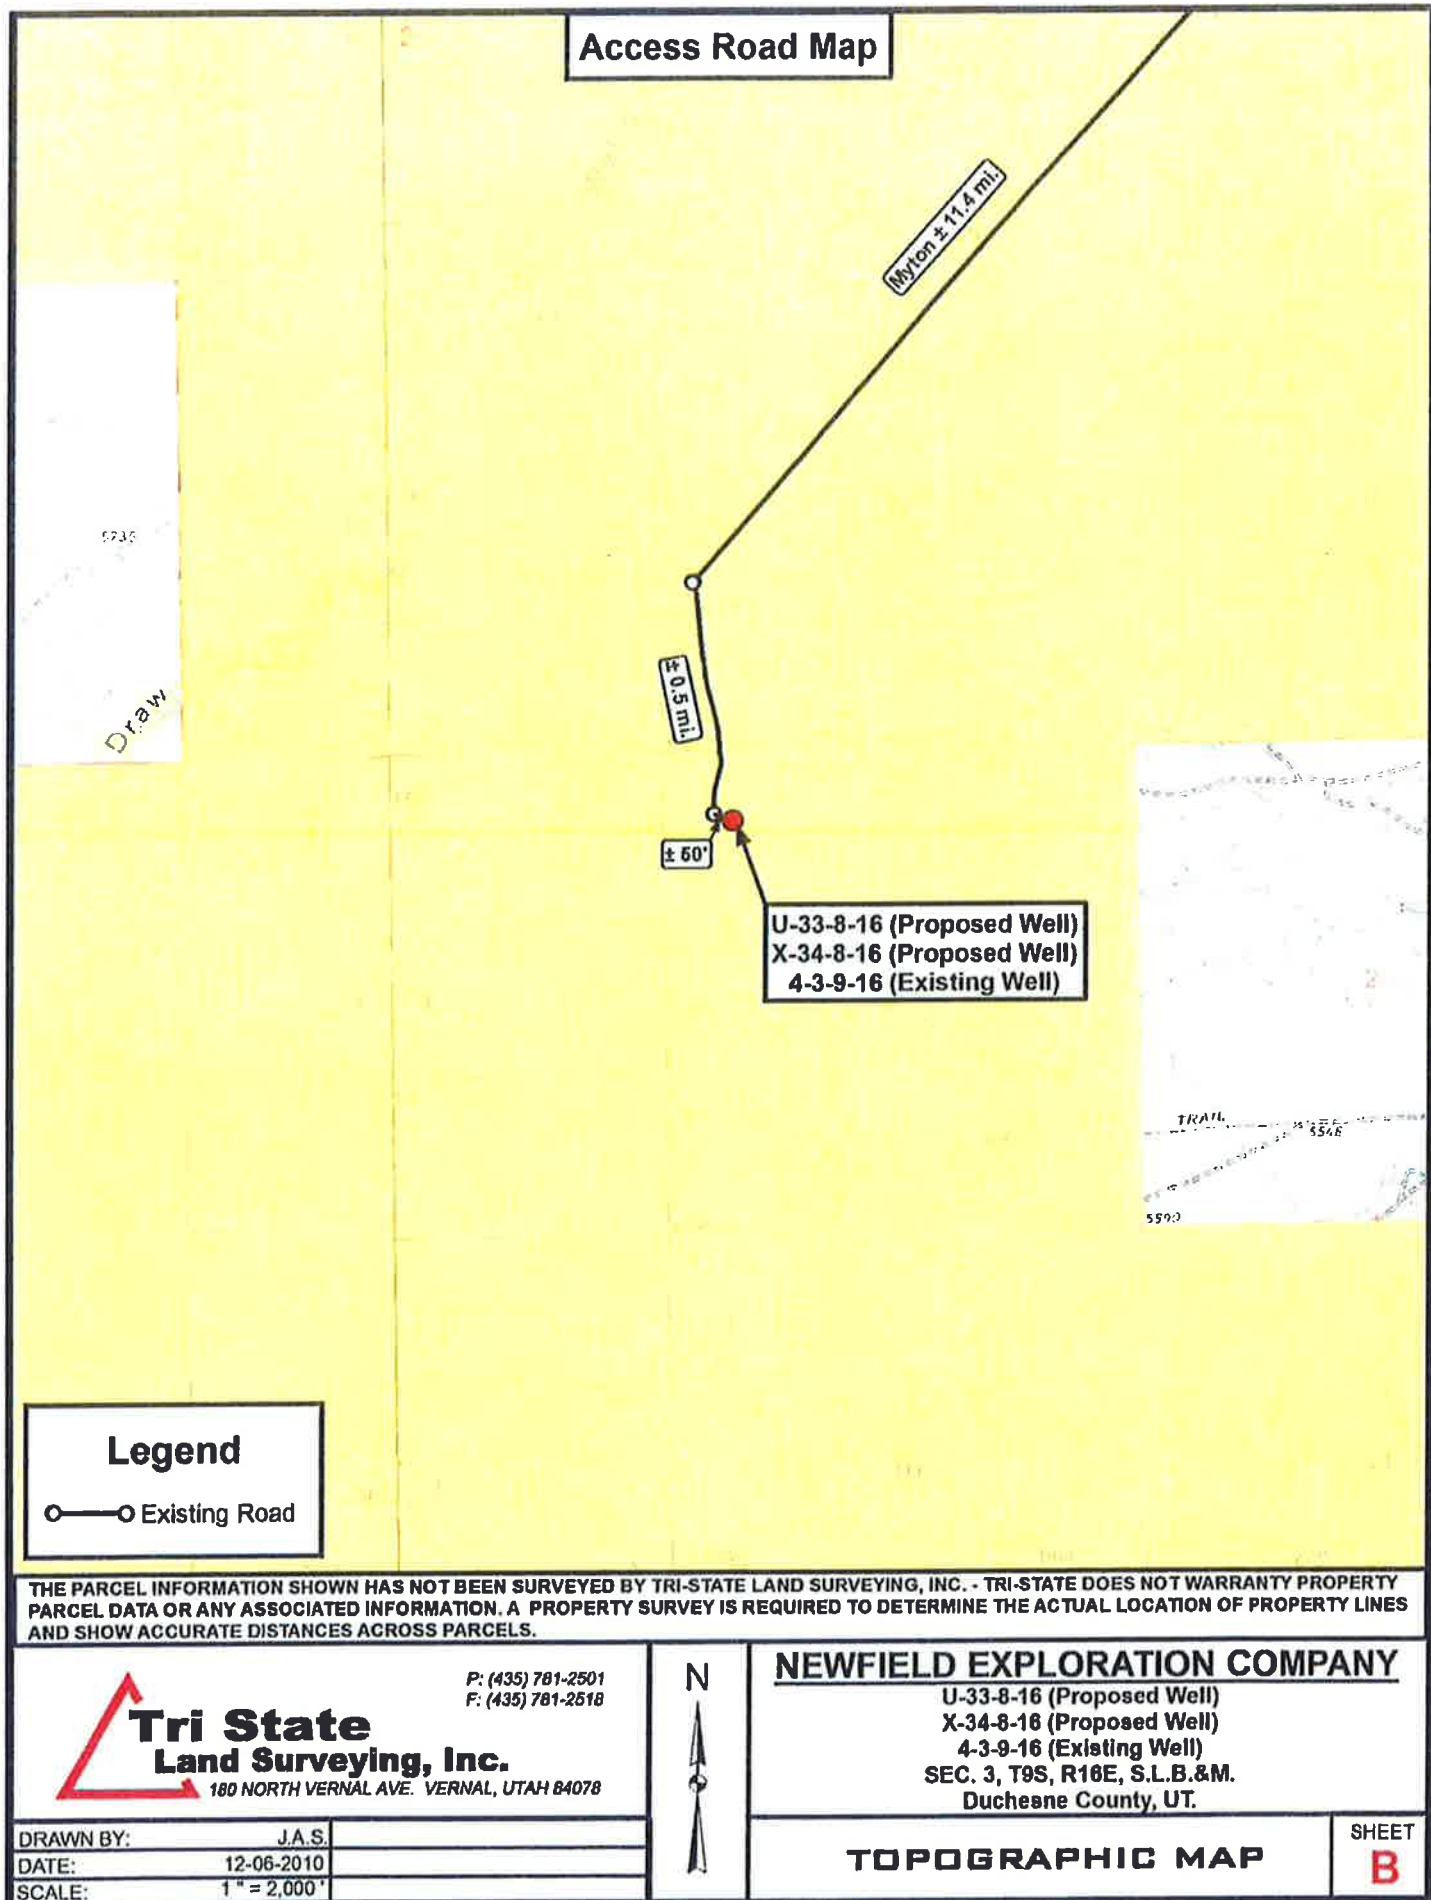 Access Road Map
Myton ± 11.4 mi.
5735
± 0.5 mi.
Draw
± 60'
U-33-8-16 (Proposed Well)
X-34-8-16 (Proposed Well)
4-3-9-16 (Existing Well)
2
TRAIL
5548
5590
Legend
Existing Road
THE PARCEL INFORMATION SHOWN HAS NOT BEEN SURVEYED BY TRI-STATE LAND SURVEYING, INC. - TRI-STATE DOES NOT WARRANTY PROPERTY
PARCEL DATA OR ANY ASSOCIATED INFORMATION. A PROPERTY SURVEY IS REQUIRED TO DETERMINE THE ACTUAL LOCATION OF PROPERTY LINES
AND SHOW ACCURATE DISTANCES ACROSS PARCELS.
P: (435) 781-2501
F: (435) 781-2518
Tri State
Land Surveying, Inc.
180 NORTH VERNAL AVE. VERNAL, UTAH 84078
N
NEWFIELD EXPLORATION COMPANY
U-33-8-16 (Proposed Well)
X-34-8-16 (Proposed Well)
4-3-9-16 (Existing Well)
SEC. 3, T9S, R16E, S.L.B.&M.
Duchesne County, UT.
DRAWN BY: J.A.S.
DATE: 12-06-2010
SCALE: 1" = 2,000'
TOPOGRAPHIC MAP
SHEET
B